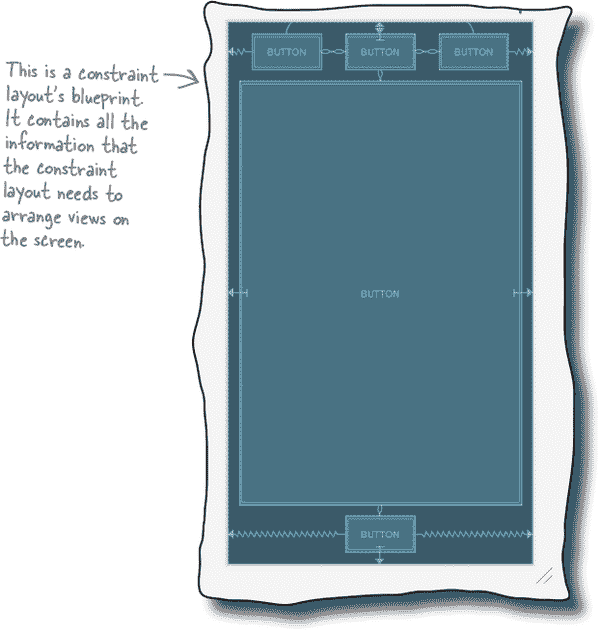 BUTTON BUTTON BUTTON
This is a constraint
layout's blueprint.
It contains all the
information that
the constraint
layout needs to
arrange views on
the screen.
BUTTON
BUTTON